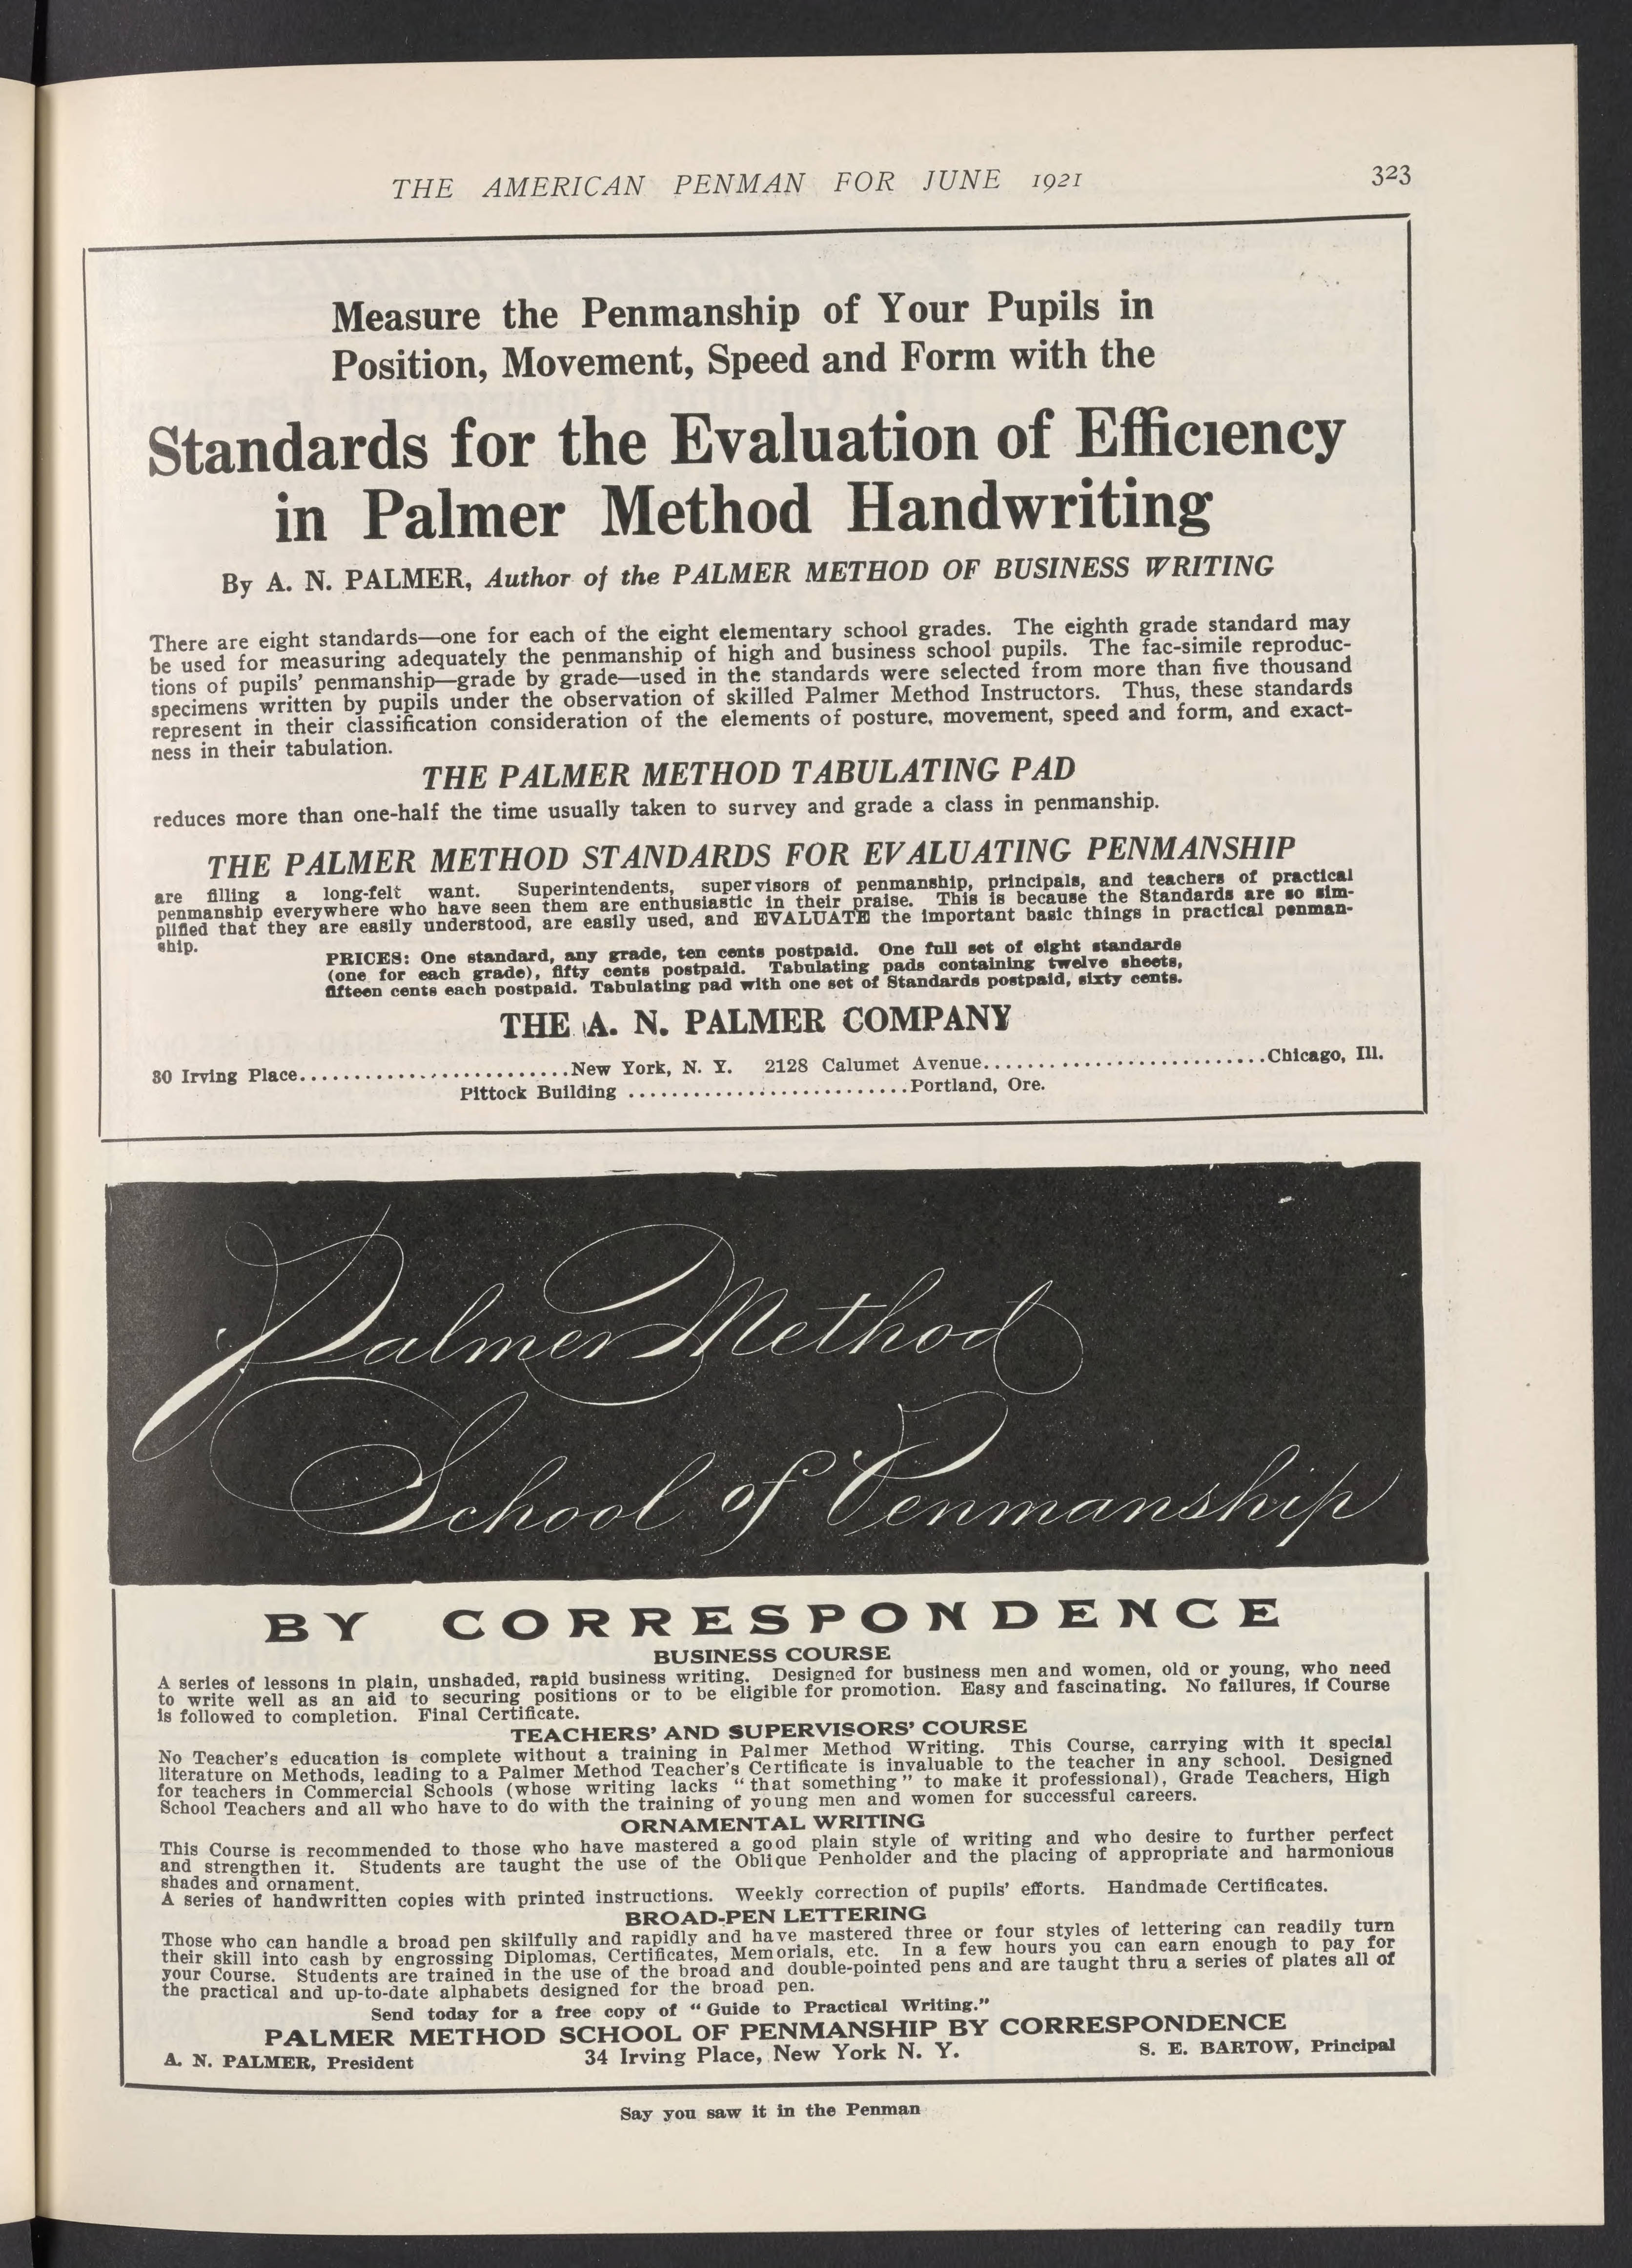 THE AMERICAN PENMAN FOR JUNE 1921 323
Measure the Penmanship of Your Pupils in
Position, Movement, Speed and Form with the
Standards for the Evaluation of Efficiency
in Palmer Method Handwriting
By A. N. PALMER, Author of the PALMER METHOD OF BUSINESS WRITING
There are eight standards—one for each of the eight elementary school grades. The eighth grade standard may
be used for measuring adequately the penmanship of high and business school pupils. The fac-simile reproduc-
tions of pupils' penmanship—grade by grade—used in the standards were selected from more than five thousand
specimens written by pupils under the observation of skilled Palmer Method Instructors. Thus, these standards
represent in their classification consideration of the elements of posture, movement, speed and form, and exact-
ness in their tabulation.
THE PALMER METHOD TABULATING PAD
reduces more than one-half the time usually taken to survey and grade a class in penmanship.
THE PALMER METHOD STANDARDS FOR EVALUATING PENMANSHIP
are filling a long-felt want. Superintendents, supervisors of penmanship, principals, and teachers of practical
penmanship everywhere who have seen them are enthusiastic in their praise. This is because the Standards are so sim-
plified that they are easily understood, are easily used, and EVALUATE the important basic things in practical penman-
ship.
PRICES: One standard, any grade, ten cents postpaid. One full set of eight standards
(one for each grade), fifty cents postpaid. Tabulating pads containing twelve sheets,
fifteen cents each postpaid. Tabulating pad with one set of Standards postpaid, sixty cents.
THE A. N. PALMER COMPANY
30 Irving Place.........................New York, N. Y. 2128 Calumet Avenue..........................Chicago, Ill.
Pittock Building ..........................Portland, Ore.
Palmer Method
School of Penmanship
BY CORRESPONDENCE
BUSINESS COURSE
A series of lessons in plain, unshaded, rapid business writing. Designed for business men and women, old or young, who need
to write well as an aid to securing positions or to be eligible for promotion. Easy and fascinating. No failures, if Course
is followed to completion. Final Certificate.
TEACHERS' AND SUPERVISORS' COURSE
No Teacher's education is complete without a training in Palmer Method Writing. This Course, carrying with it special
literature on Methods, leading to a Palmer Method Teacher's Certificate is invaluable to the teacher in any school. Designed
for teachers in Commercial Schools (whose writing lacks "that something" to make it professional), Grade Teachers, High
School Teachers and all who have to do with the training of young men and women for successful careers.
ORNAMENTAL WRITING
This Course is recommended to those who have mastered a good plain style of writing and who desire to further perfect
and strengthen it. Students are taught the use of the Oblique Penholder and the placing of appropriate and harmonious
shades and ornament.
A series of handwritten copies with printed instructions. Weekly correction of pupils' efforts. Handmade Certificates.
BROAD-PEN LETTERING
Those who can handle a broad pen skilfully and rapidly and have mastered three or four styles of lettering can readily turn
their skill into cash by engrossing Diplomas, Certificates, Memorials, etc. In a few hours you can earn enough to pay for
your Course. Students are trained in the use of the broad and double-pointed pens and are taught thru a series of plates all of
the practical and up-to-date alphabets designed for the broad pen.
Send today for a free copy of "Guide to Practical Writing."
PALMER METHOD SCHOOL OF PENMANSHIP BY CORRESPONDENCE
A. N. PALMER, President 34 Irving Place, New York N. Y. S. E. BARTOW, Principal
Say you saw it in the Penman